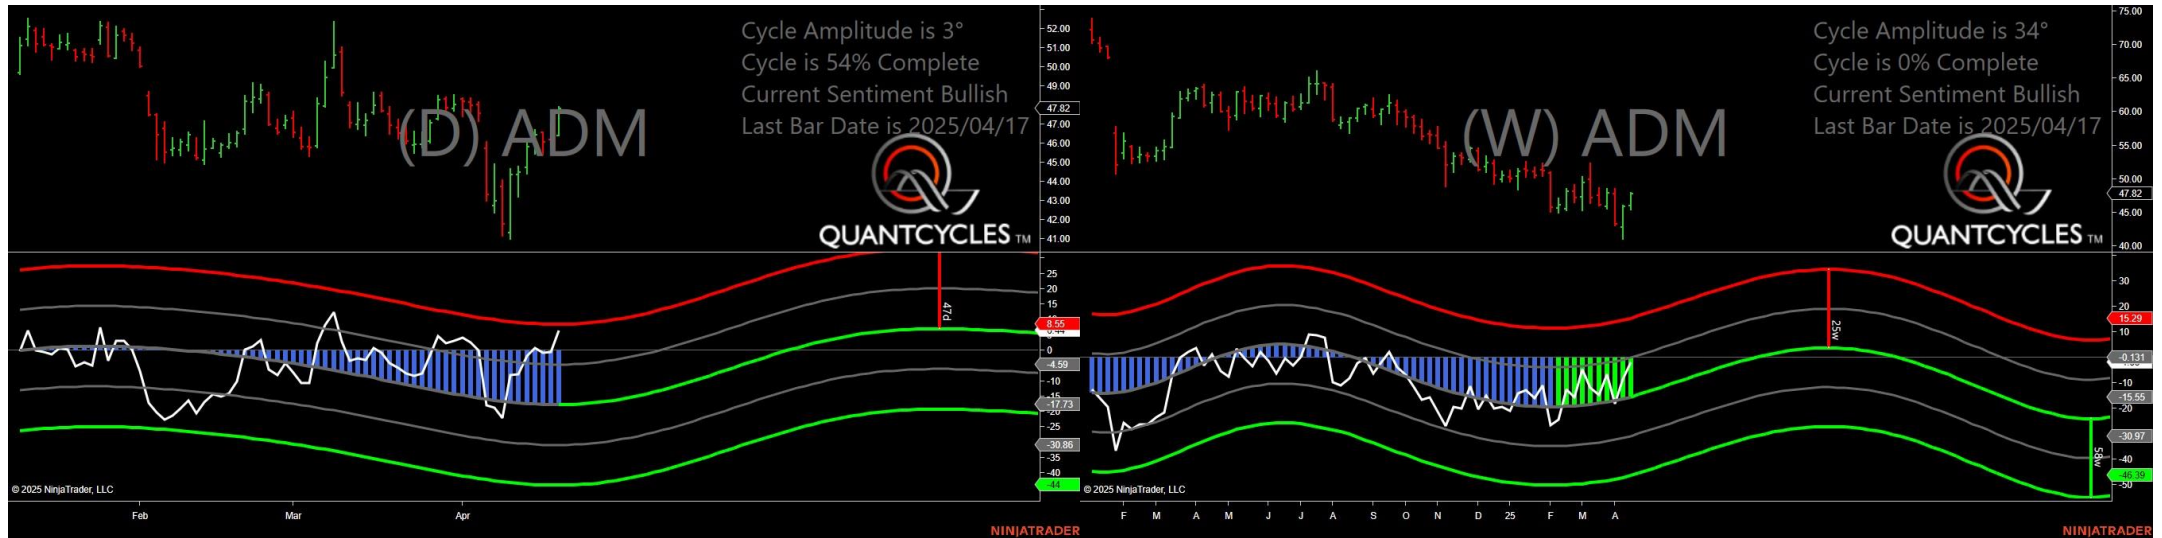 Cycle Amplitude is 3°
Cycle is 54% Complete
Current Sentiment Bullish
Last Bar Date is 2025/04/17
(D) ADM
QUANTCYCLES TM
52.00
51.00
50.00
49.00
47.82
47.00
46.00
45.00
44.00
43.00
42.00
41.00
25
20
15
8.55
5
0
-4.59
-10
-15
-17.73
-25
-30.86
-35
-40
-44
47d
© 2025 NinjaTrader, LLC
Feb Mar Apr
NINJATRADER
Cycle Amplitude is 34°
Cycle is 0% Complete
Current Sentiment Bullish
Last Bar Date is 2025/04/17
(W) ADM
QUANTCYCLES TM
75.00
70.00
65.00
60.00
55.00
50.00
47.82
45.00
40.00
30
20
15.29
10
-0.131
-10
-15.55
-20
-30.97
-40
-46.39
-50
25w
58w
© 2025 NinjaTrader, LLC
F M A M J J A S O N D 25 F M A
NINJATRADER